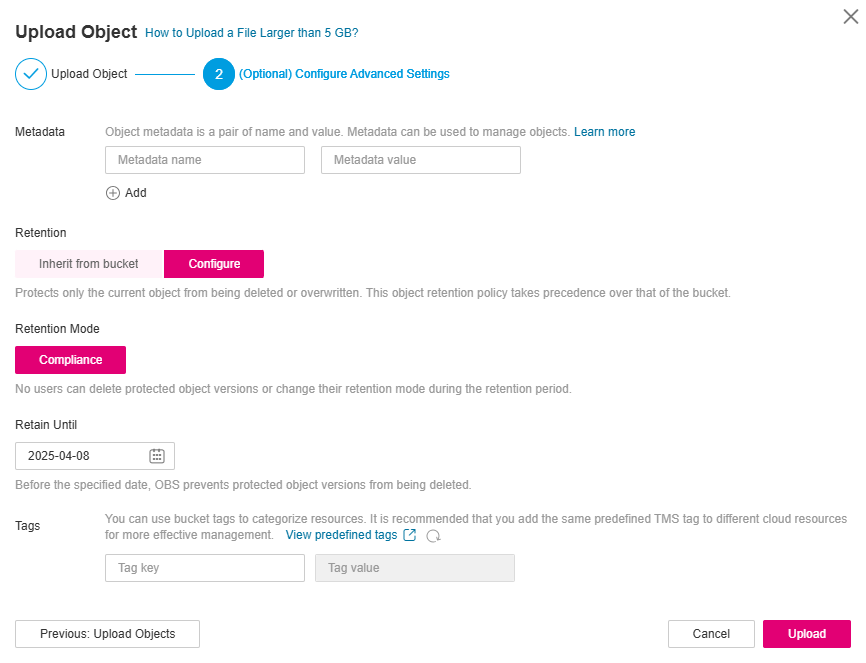 Upload Object How to Upload a File Larger than 5 GB?
Upload Object 2 (Optional) Configure Advanced Settings
Metadata Object metadata is a pair of name and value. Metadata can be used to manage objects. Learn more
Metadata name Metadata value
Add
Retention
Inherit from bucket Configure
Protects only the current object from being deleted or overwritten. This object retention policy takes precedence over that of the bucket.
Retention Mode
Compliance
No users can delete protected object versions or change their retention mode during the retention period.
Retain Until
2025-04-08
Before the specified date, OBS prevents protected object versions from being deleted.
Tags You can use bucket tags to categorize resources. It is recommended that you add the same predefined TMS tag to different cloud resources
for more effective management. View predefined tags
Tag key Tag value
Previous: Upload Objects Cancel Upload